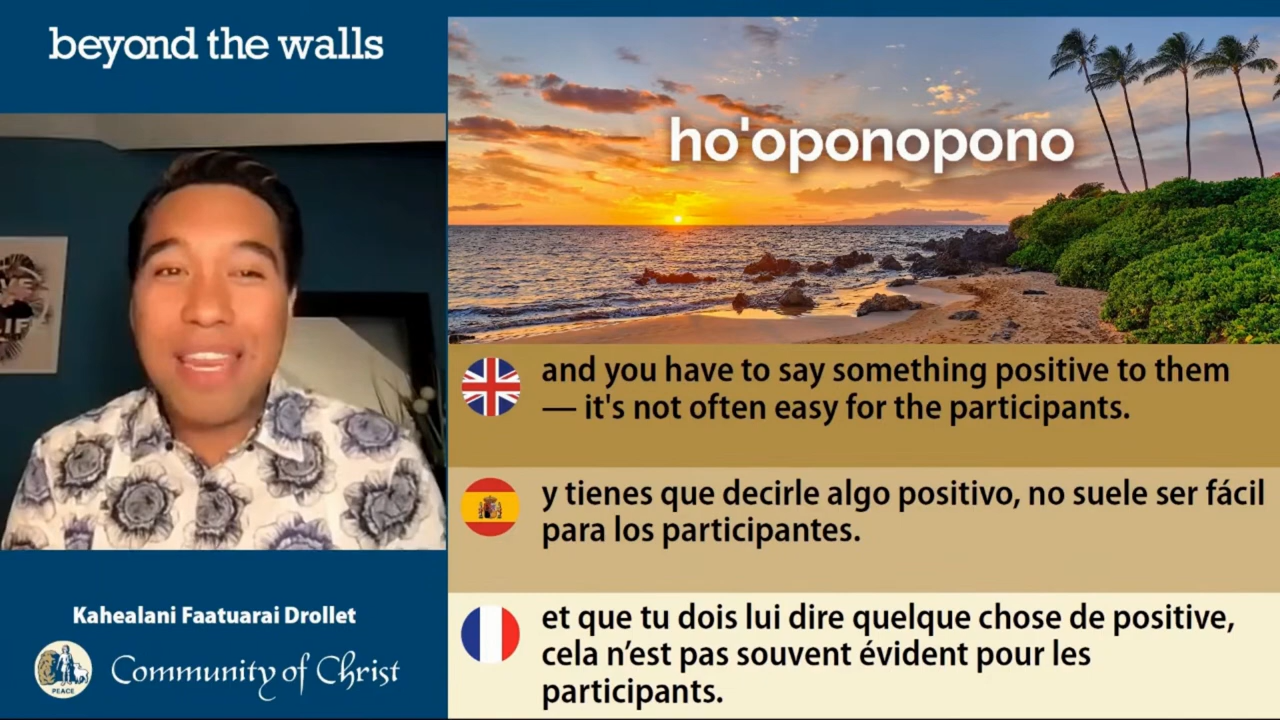 beyond the walls
ho'oponopono
and you have to say something positive to them
— it's not often easy for the participants.
y tienes que decirle algo positivo, no suele ser fácil
para los participantes.
et que tu dois lui dire quelque chose de positive,
cela n’est pas souvent évident pour les
participants.
Kahealani Faatuarai Drollet
PEACE
Community of Christ